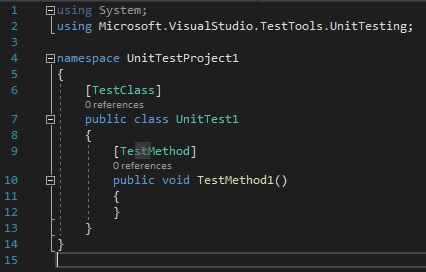 1 using System;
2 using Microsoft.VisualStudio.TestTools.UnitTesting;
3
4 namespace UnitTestProject1
5 {
6 [TestClass]
0 references
7 public class UnitTest1
8 {
9 [TestMethod]
0 references
10 public void TestMethod1()
11 {
12 }
13 }
14 }
15